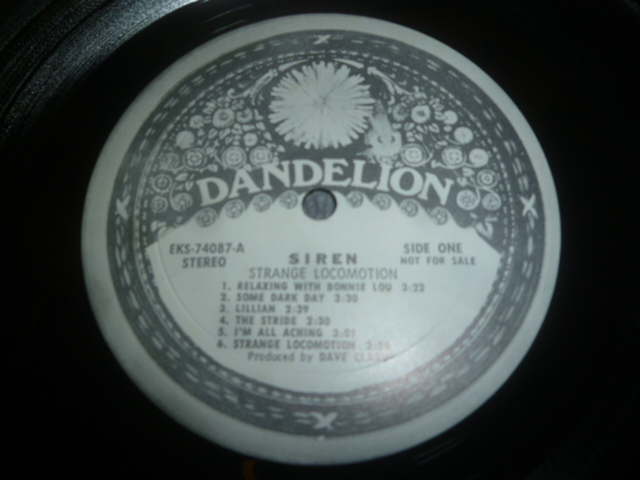 DANDELION
EKS-74087-A
STEREO
SIREN
STRANGE LOCOMOTION
SIDE ONE
NOT FOR SALE
1. RELAXING WITH BONNIE LOU 3:23
2. SOME DARK DAY 3:30
3. LILLIAN 2:39
4. THE STRIDE 2:30
5. I'M ALL ACHING 3:01
6. STRANGE LOCOMOTION
Produced by DAVE